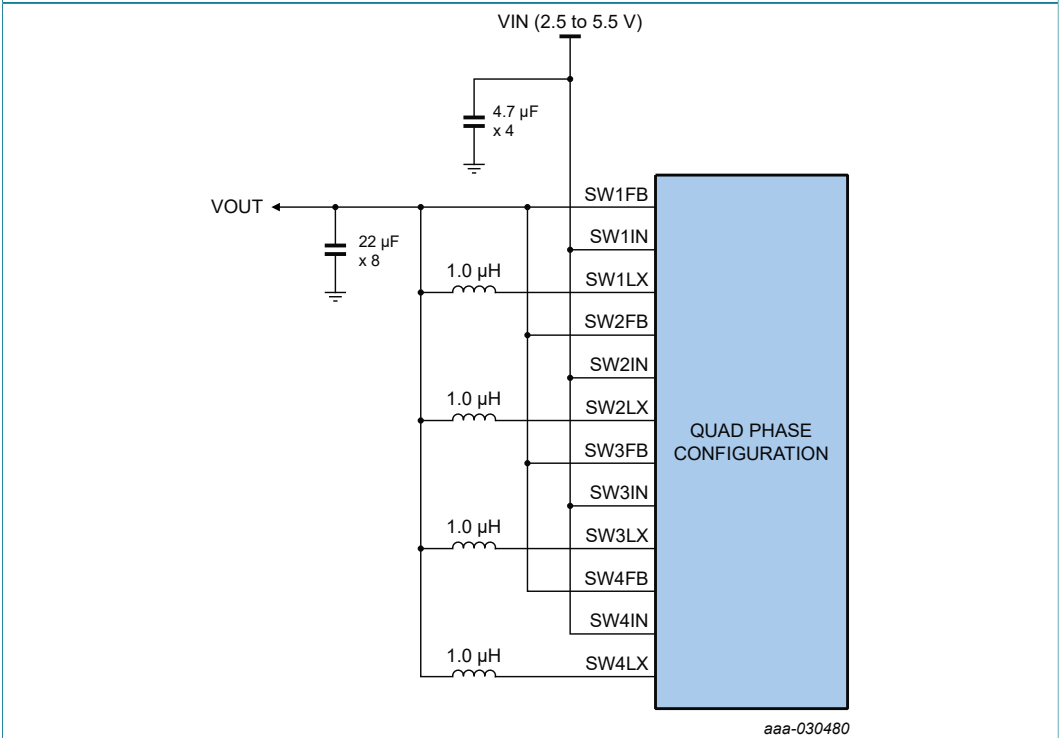 VIN (2.5 to 5.5 V)
4.7 µF
x 4
SW1FB
VOUT
SW1IN
22 µF
x 8
1.0 µH
SW1LX
SW2FB
SW2IN
1.0 µH
SW2LX
QUAD PHASE
CONFIGURATION
SW3FB
SW3IN
1.0 µH
SW3LX
SW4FB
SW4IN
1.0 µH
SW4LX
aaa-030480